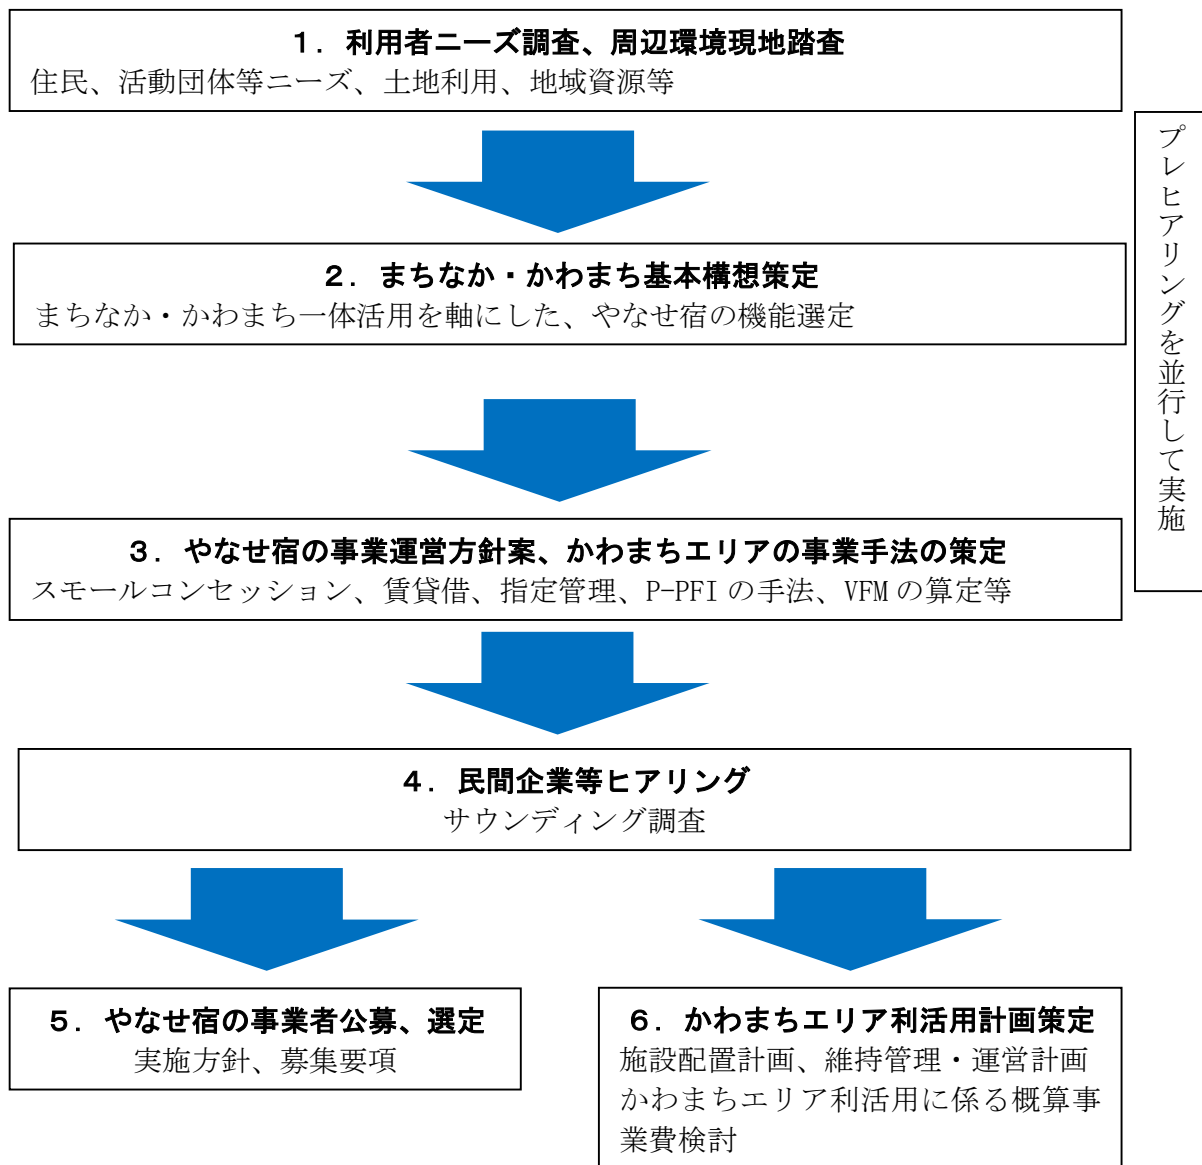 １．利用者ニーズ調査、周辺環境現地踏査
住民、活動団体等ニーズ、土地利用、地域資源等
プレヒアリングを並行して実施
２．まちなか・かわまち基本構想策定
まちなか・かわまち一体活用を軸にした、やなせ宿の機能選定
３．やなせ宿の事業運営方針案、かわまちエリアの事業手法の策定
スモールコンセッション、賃貸借、指定管理、P-PFI の手法、VFM の算定等
４．民間企業等ヒアリング
サウンディング調査
５．やなせ宿の事業者公募、選定
実施方針、募集要項
６．かわまちエリア利活用計画策定
施設配置計画、維持管理・運営計画
かわまちエリア利活用に係る概算事
業費検討